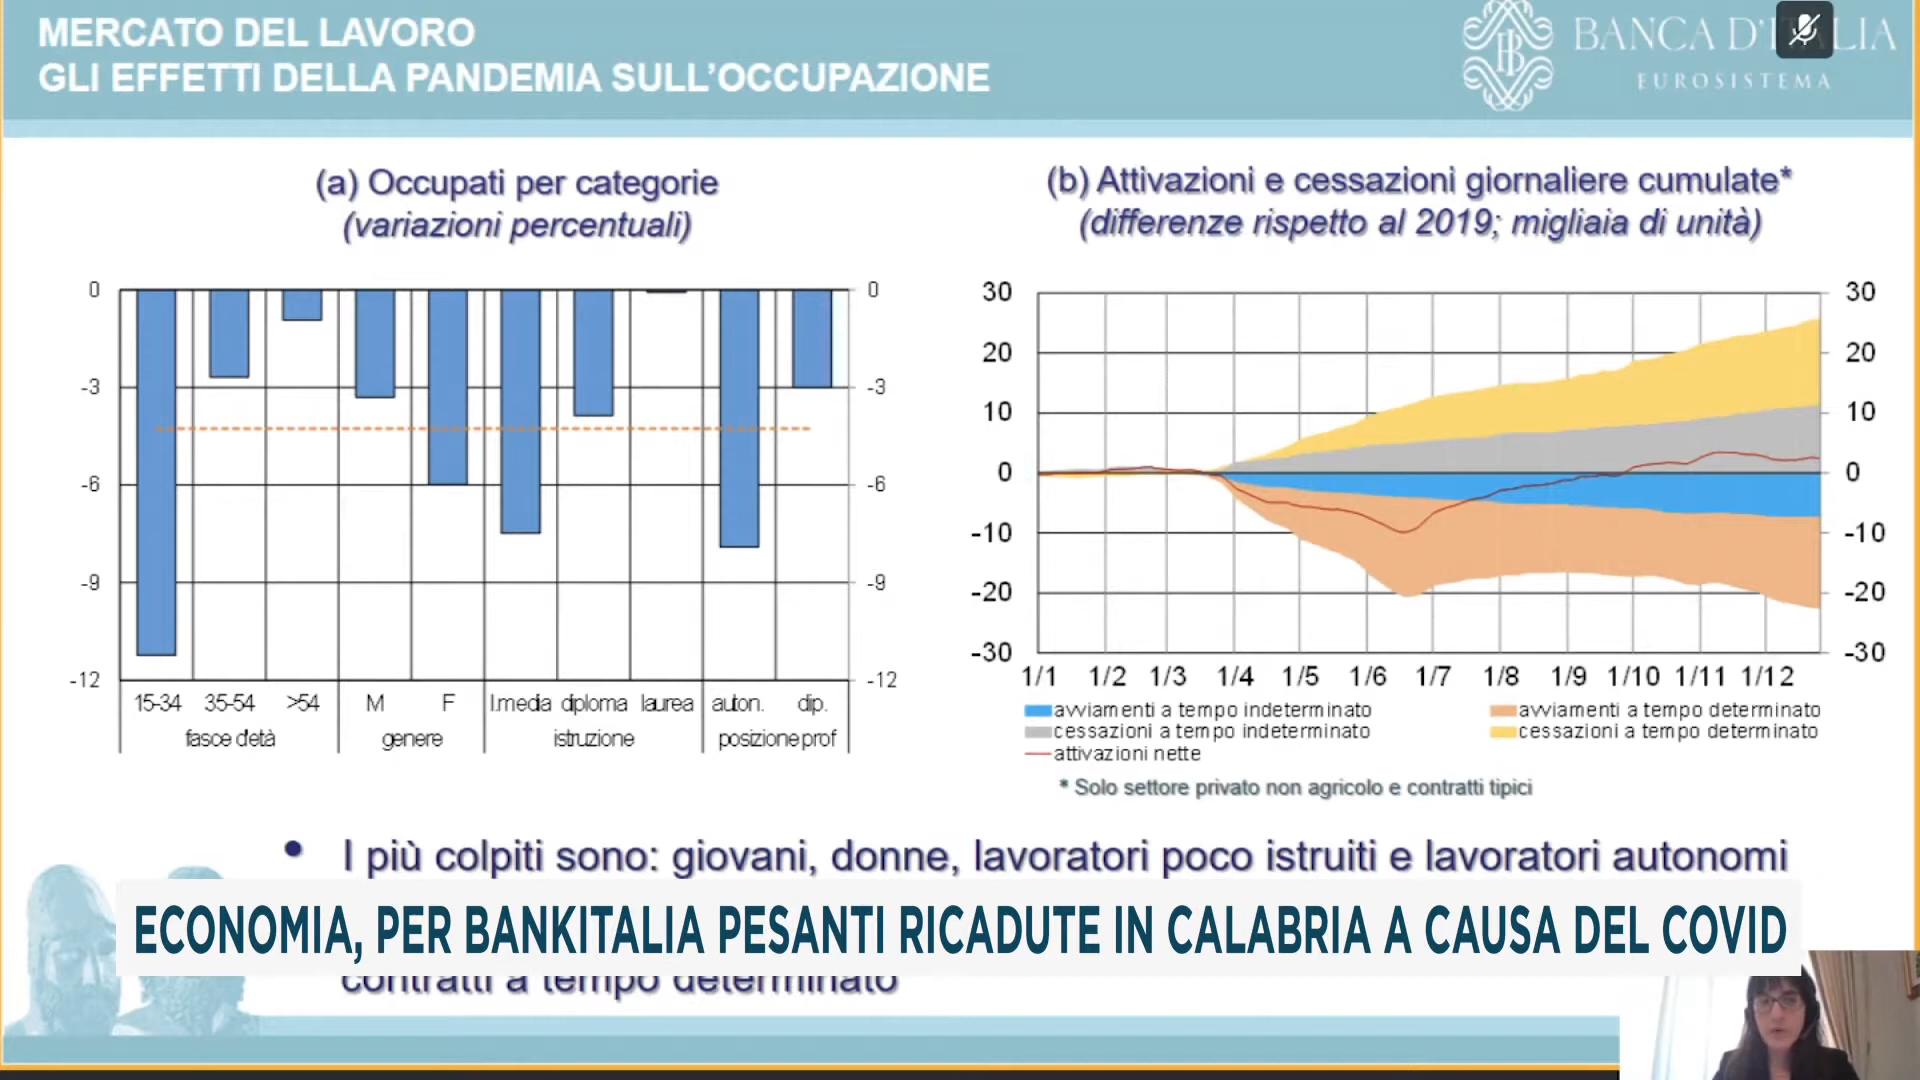 MERCATO DEL LAVORO
GLI EFFETTI DELLA PANDEMIA SULL'OCCUPAZIONE
BANCA D'ITALIA
EUROSISTEMA
(a) Occupati per categorie
(variazioni percentuali)
0 0
-3 -3
-6 -6
-9 -9
-12 -12
15-34 35-54 >54 M F l.media diploma laurea auton. dip.
fasce d'età genere istruzione posizione prof
(b) Attivazioni e cessazioni giornaliere cumulate*
(differenze rispetto al 2019; migliaia di unità)
30 30
20 20
10 10
0 0
-10 -10
-20 -20
-30 -30
1/1 1/2 1/3 1/4 1/5 1/6 1/7 1/8 1/9 1/10 1/11 1/12
avviamenti a tempo indeterminato avviamenti a tempo determinato
cessazioni a tempo indeterminato cessazioni a tempo determinato
attivazioni nette
* Solo settore privato non agricolo e contratti tipici
• I più colpiti sono: giovani, donne, lavoratori poco istruiti e lavoratori autonomi
ECONOMIA, PER BANKITALIA PESANTI RICADUTE IN CALABRIA A CAUSA DEL COVID
contratti a tempo determinato